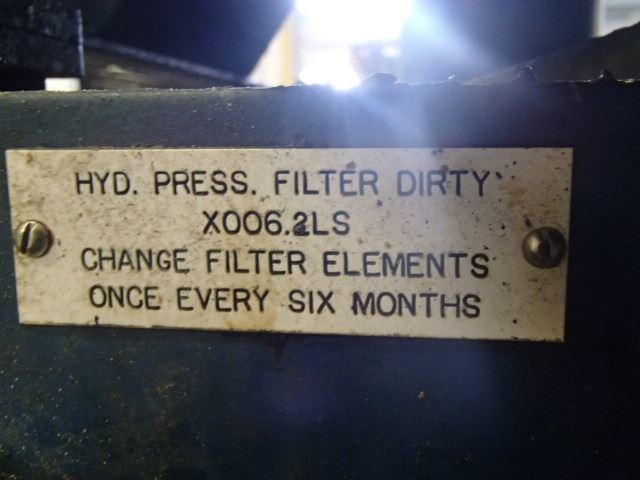 HYD. PRESS. FILTER DIRTY
X006.2LS
CHANGE FILTER ELEMENTS
ONCE EVERY SIX MONTHS